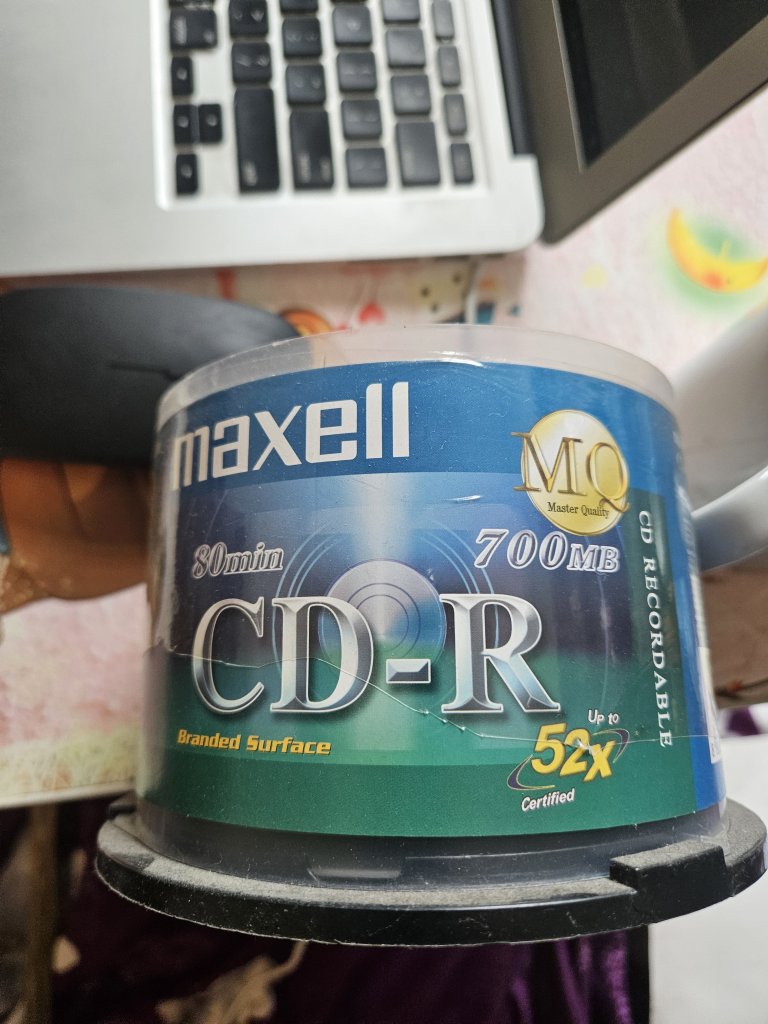 maxell
MQ
Master Quality
80min
700MB
CD-R
CD RECORDABLE
Branded Surface
Up to
52x
Certified